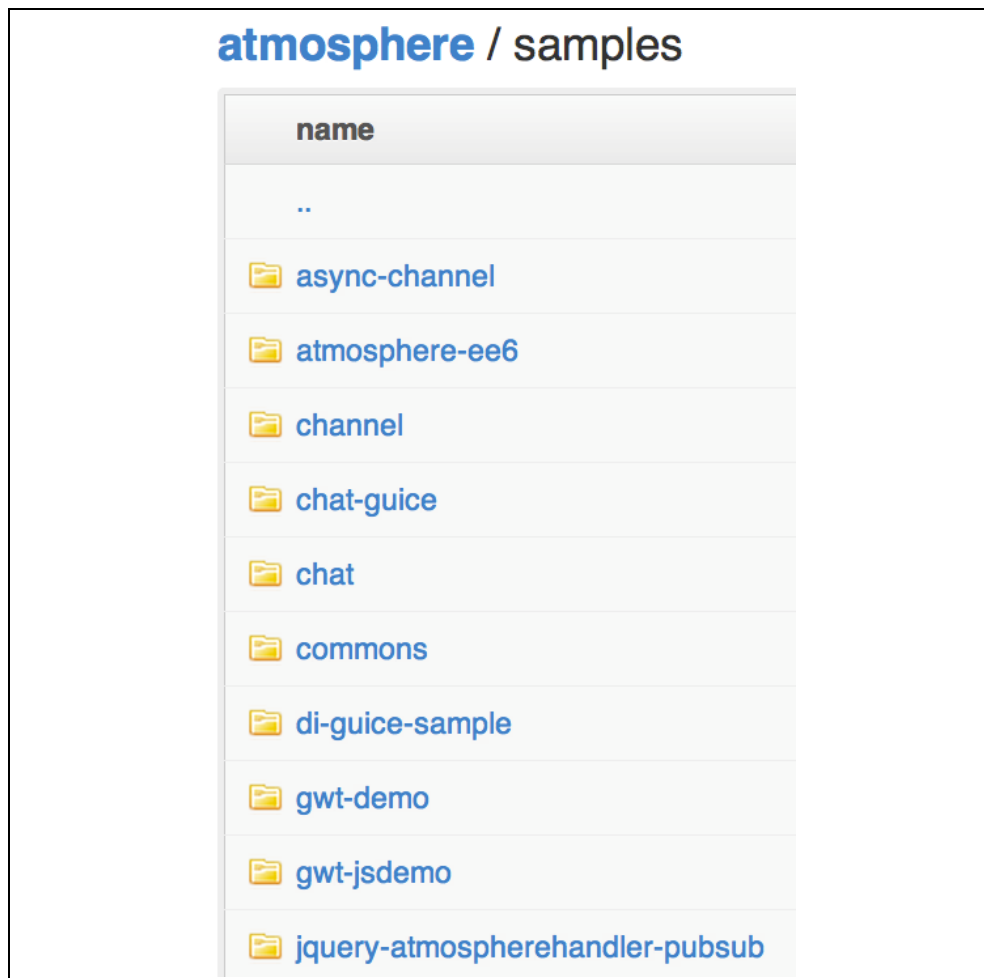 atmosphere / samples
name
..
async-channel
atmosphere-ee6
channel
chat-guice
chat
commons
di-guice-sample
gwt-demo
gwt-jsdemo
jquery-atmospherehandler-pubsub